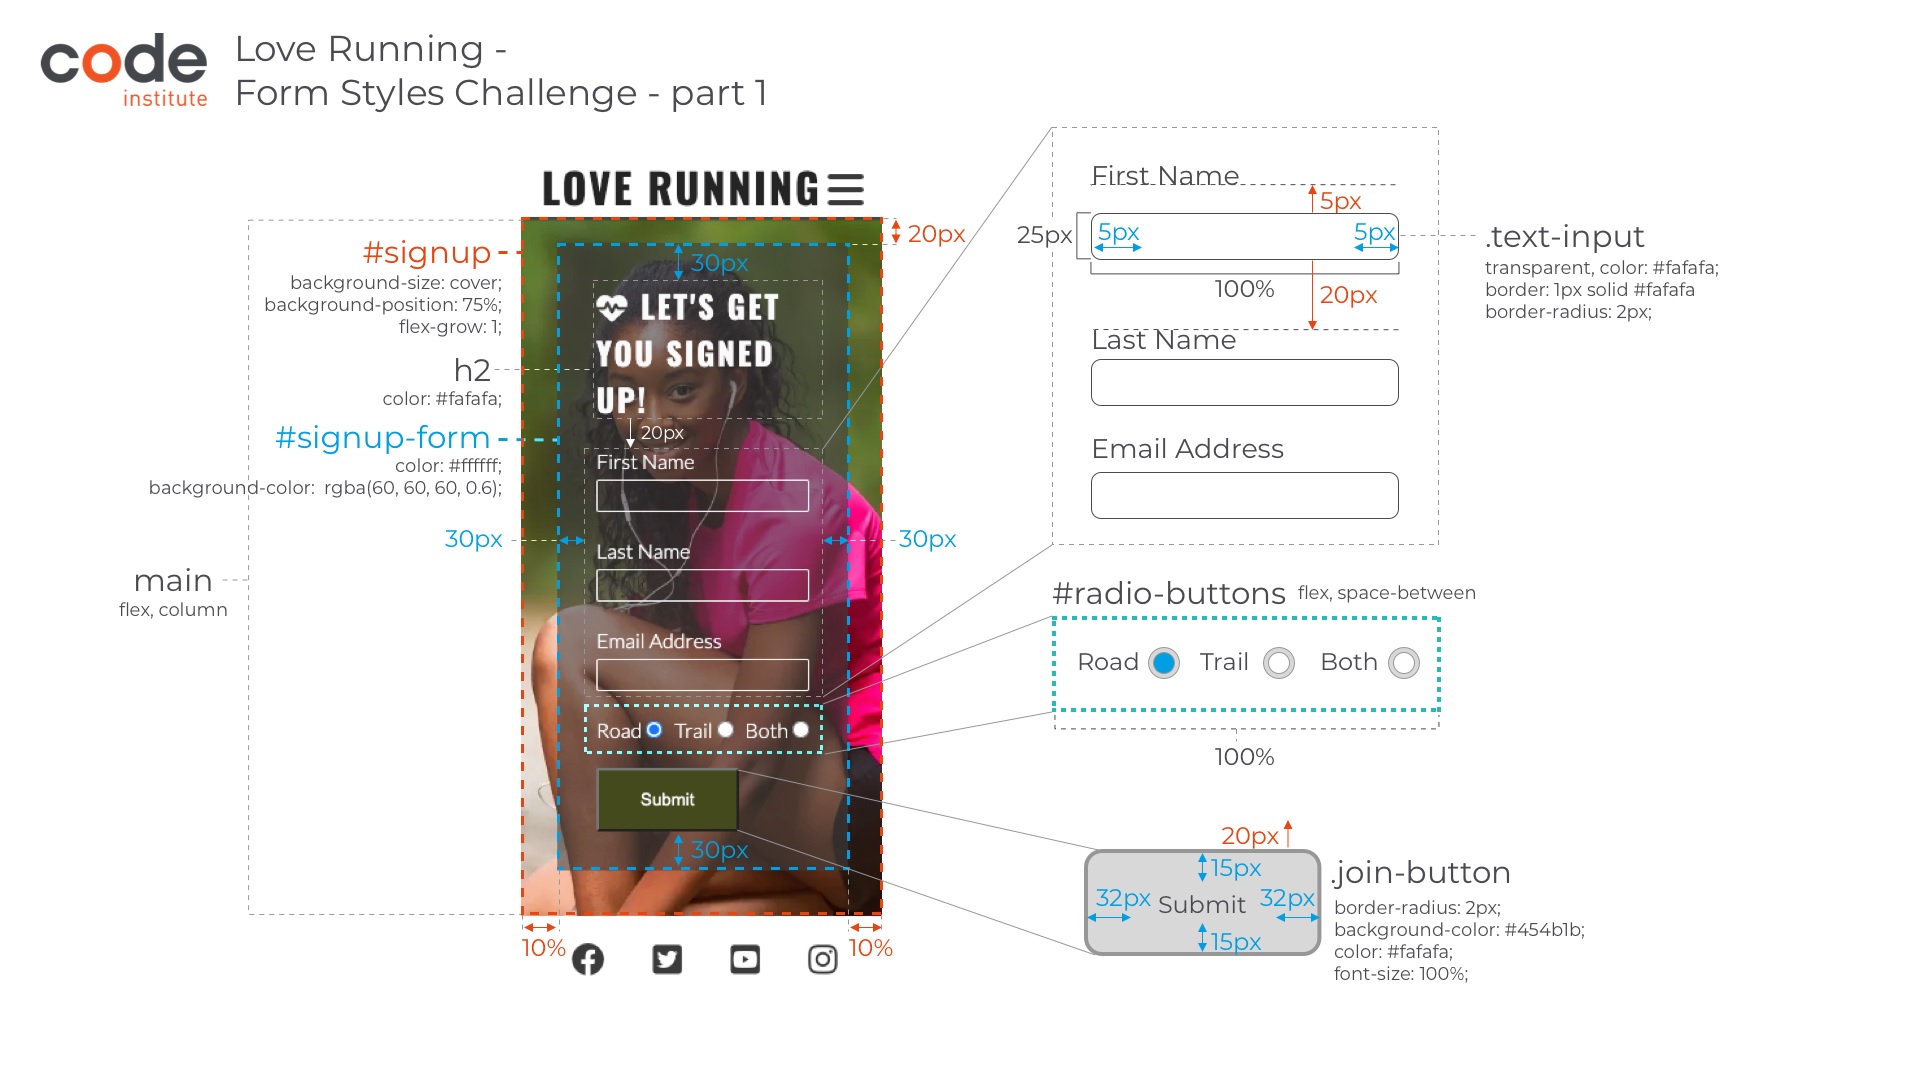 code
institute
Love Running -
Form Styles Challenge - part 1
LOVE RUNNING
20px
#signup
background-size: cover;
background-position: 75%;
flex-grow: 1;
h2
color: #fafafa;
#signup-form
color: #ffffff;
background-color: rgba(60, 60, 60, 0.6);
30px
30px
main
flex, column
30px
LET'S GET
YOU SIGNED
UP!
20px
First Name
Last Name
Email Address
Road Trail Both
Submit
30px
10%
10%
First Name
5px
25px
5px
5px
100%
20px
Last Name
Email Address
.text-input
transparent, color: #fafafa;
border: 1px solid #fafafa
border-radius: 2px;
#radio-buttons flex, space-between
Road Trail Both
100%
20px
15px
32px Submit 32px
15px
.join-button
border-radius: 2px;
background-color: #454b1b;
color: #fafafa;
font-size: 100%;